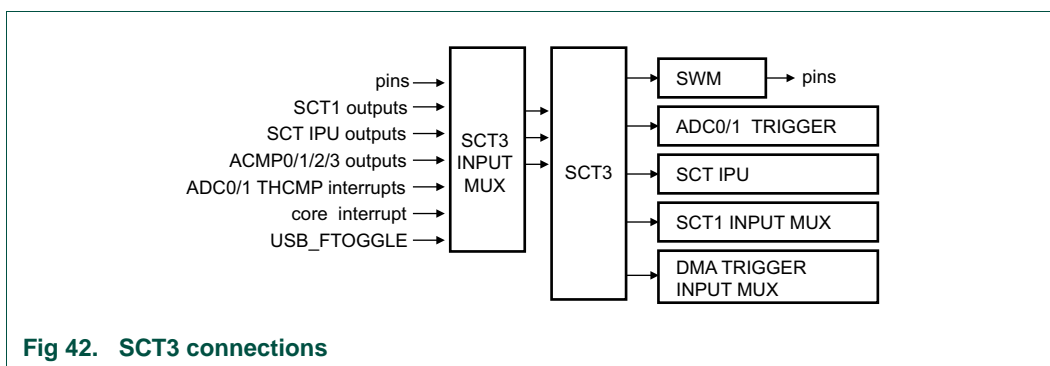 pins
SCT1 outputs
SCT IPU outputs
ACMP0/1/2/3 outputs
ADC0/1 THCMP interrupts
core interrupt
USB_FTOGGLE
SCT3
INPUT
MUX
SCT3
SWM
pins
ADC0/1 TRIGGER
SCT IPU
SCT1 INPUT MUX
DMA TRIGGER
INPUT MUX
Fig 42. SCT3 connections